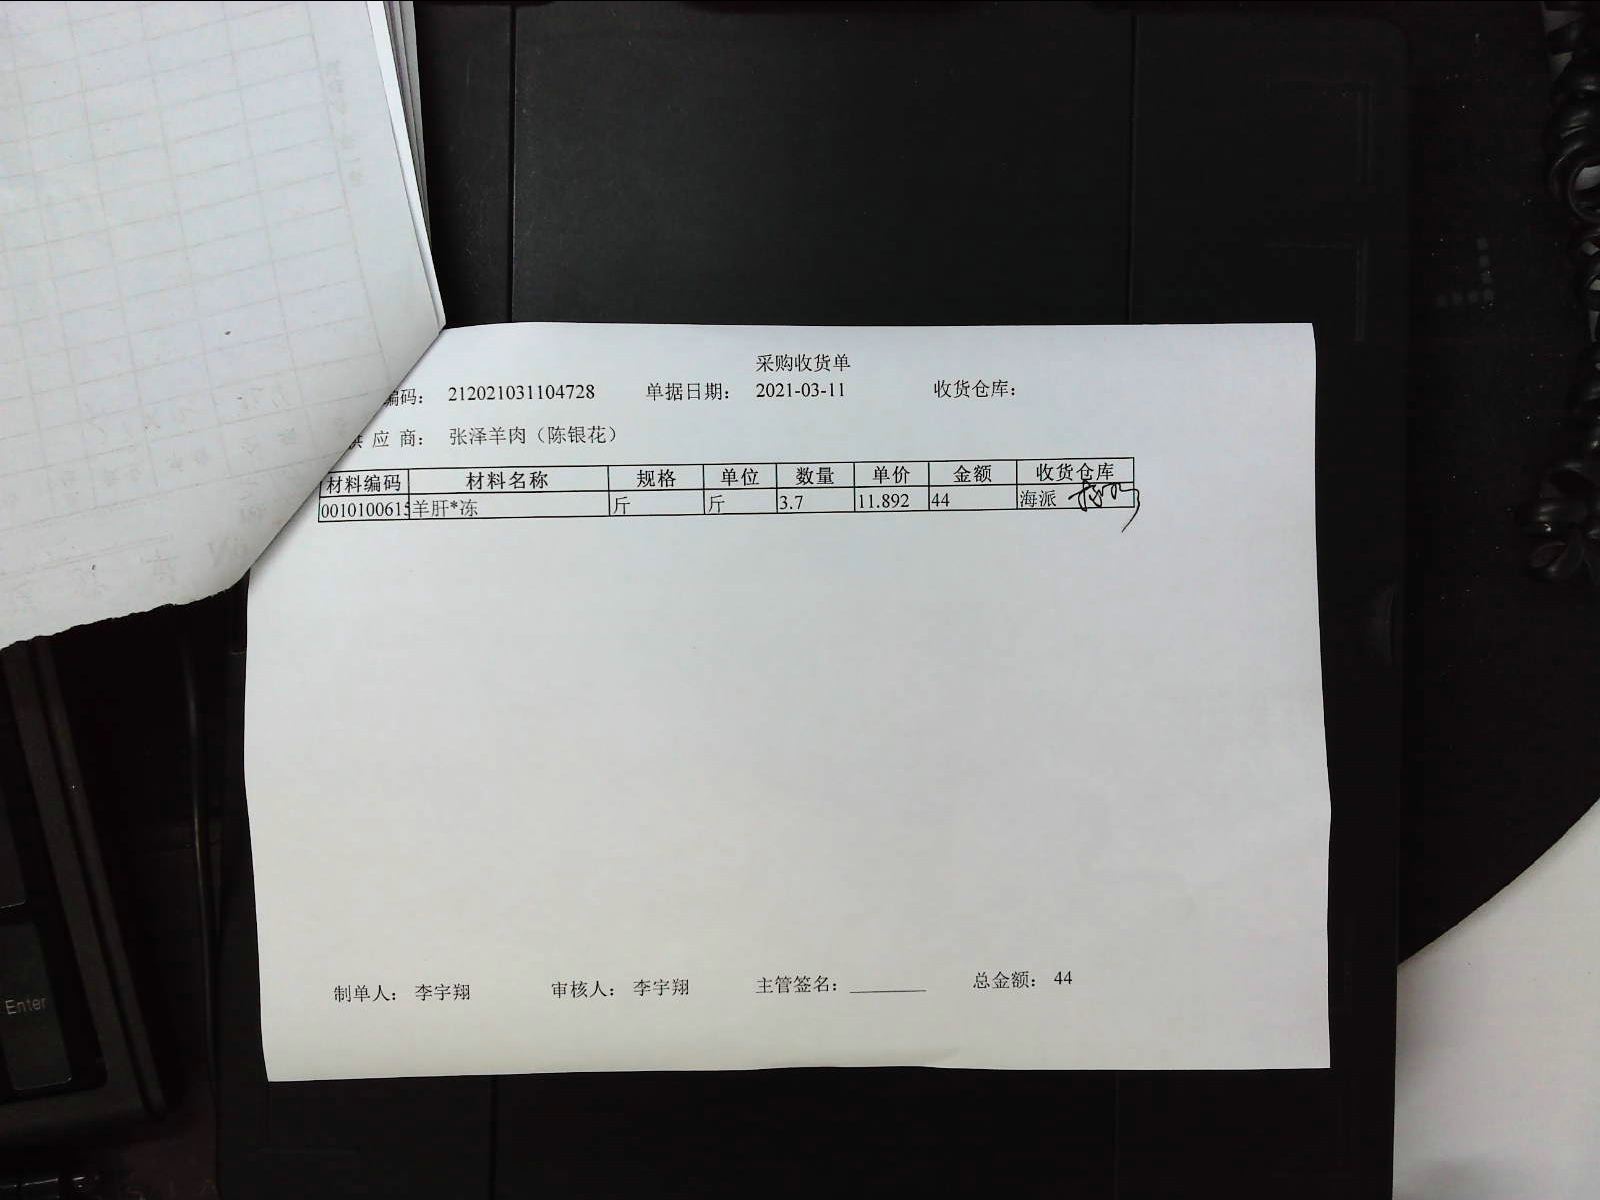 采购收货单
编码： 212021031104728 单据日期： 2021-03-11 收货仓库：
供 应 商： 张泽羊肉（陈银花）
材料编码 材料名称 规格 单位 数量 单价 金额 收货仓库
0010100615 羊肝*冻 斤 斤 3.7 11.892 44 海派
制单人： 李宇翔 审核人： 李宇翔 主管签名： 总金额： 44
Enter